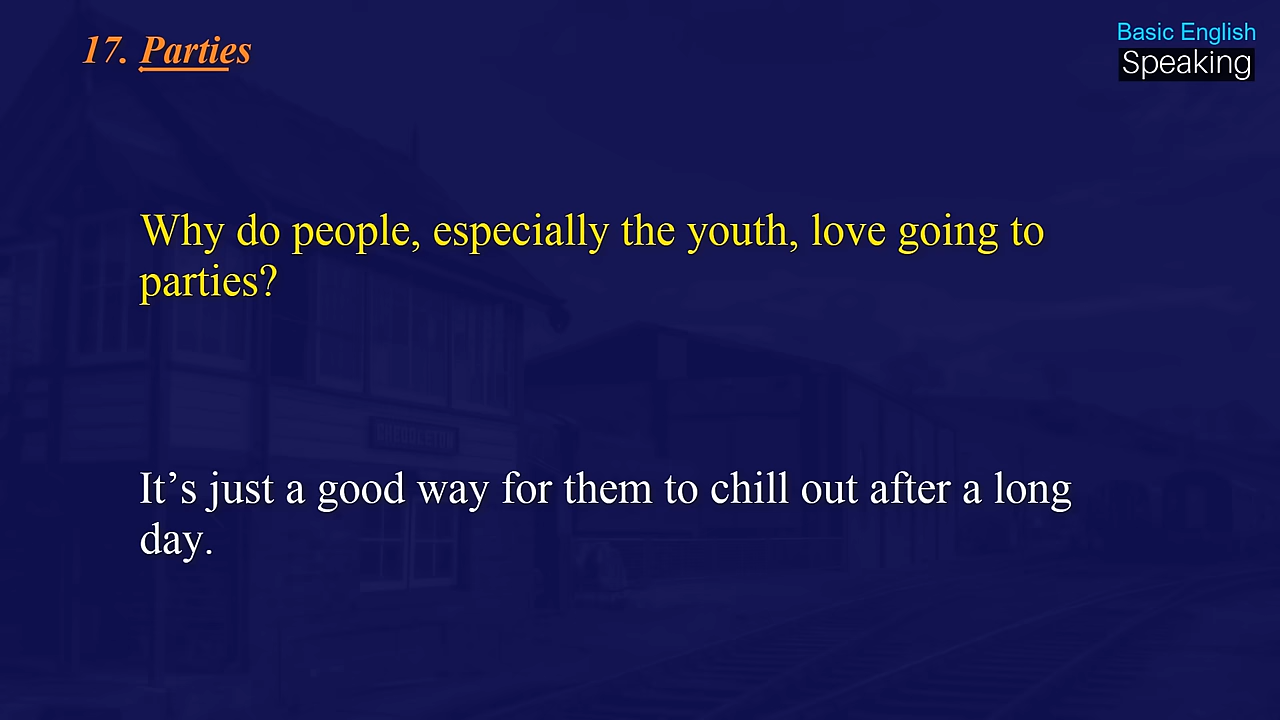 17. Parties
Basic English
Speaking
Why do people, especially the youth, love going to
parties?
CHEDDLETON
It’s just a good way for them to chill out after a long
day.